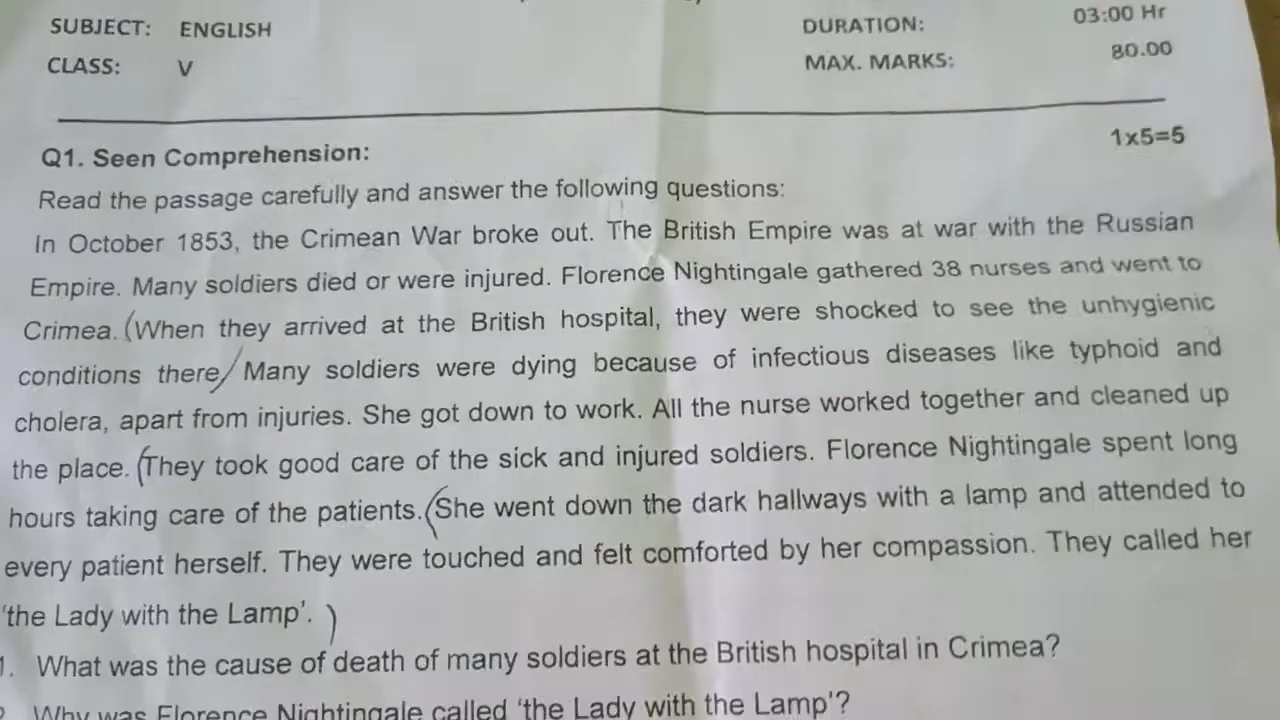 SUBJECT: ENGLISH DURATION: 03:00 Hr
CLASS: V MAX. MARKS: 80.00
Q1. Seen Comprehension: 1x5=5
Read the passage carefully and answer the following questions:
In October 1853, the Crimean War broke out. The British Empire was at war with the Russian
Empire. Many soldiers died or were injured. Florence Nightingale gathered 38 nurses and went to
Crimea. (When they arrived at the British hospital, they were shocked to see the unhygienic
conditions there/ Many soldiers were dying because of infectious diseases like typhoid and
cholera, apart from injuries. She got down to work. All the nurse worked together and cleaned up
the place. (They took good care of the sick and injured soldiers. Florence Nightingale spent long
hours taking care of the patients. (She went down the dark hallways with a lamp and attended to
every patient herself. They were touched and felt comforted by her compassion. They called her
'the Lady with the Lamp'. )
1. What was the cause of death of many soldiers at the British hospital in Crimea?
2. Why was Florence Nightingale called 'the Lady with the Lamp'?